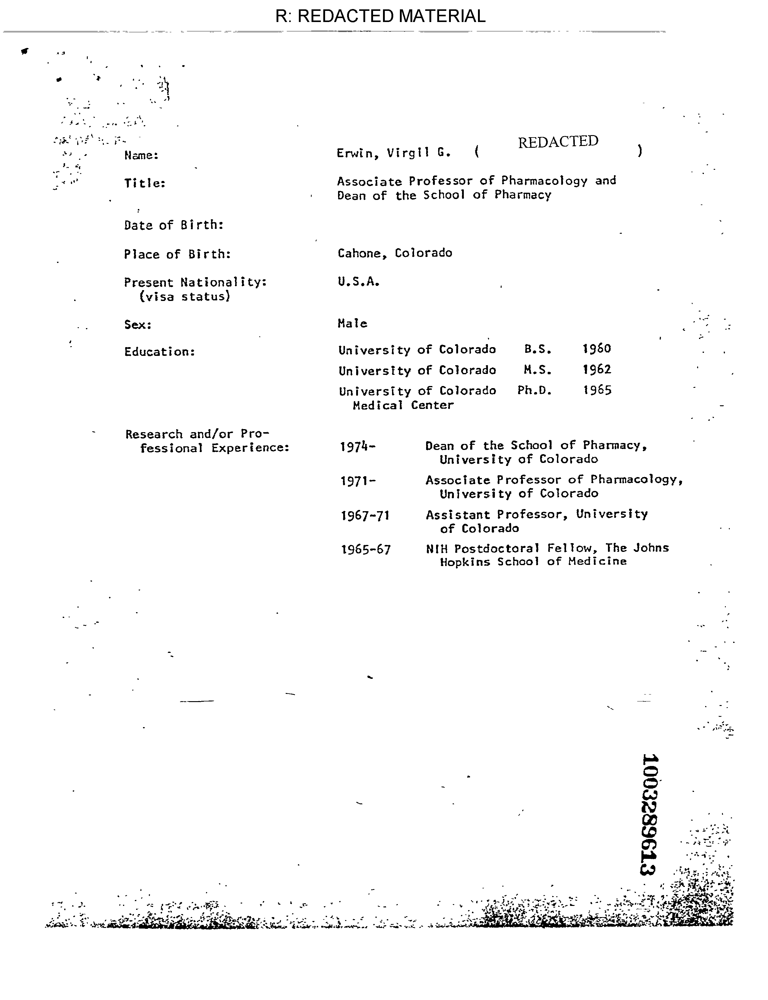 R: REDACTED MATERIAL
Name: Erwin, Virgil G. ( REDACTED )
Title: Associate Professor of Pharmacology and
Dean of the School of Pharmacy
Date of Birth:
Place of Birth: Cahone, Colorado
Present Nationality: U.S.A.
(visa status)
Sex: Male
Education: University of Colorado B.S. 1960
University of Colorado M.S. 1962
University of Colorado Ph.D. 1965
Medical Center
Research and/or Pro-
fessional Experience: 1974- Dean of the School of Pharmacy,
University of Colorado
1971- Associate Professor of Pharmacology,
University of Colorado
1967-71 Assistant Professor, University
of Colorado
1965-67 NIH Postdoctoral Fellow, The Johns
Hopkins School of Medicine
1003289613